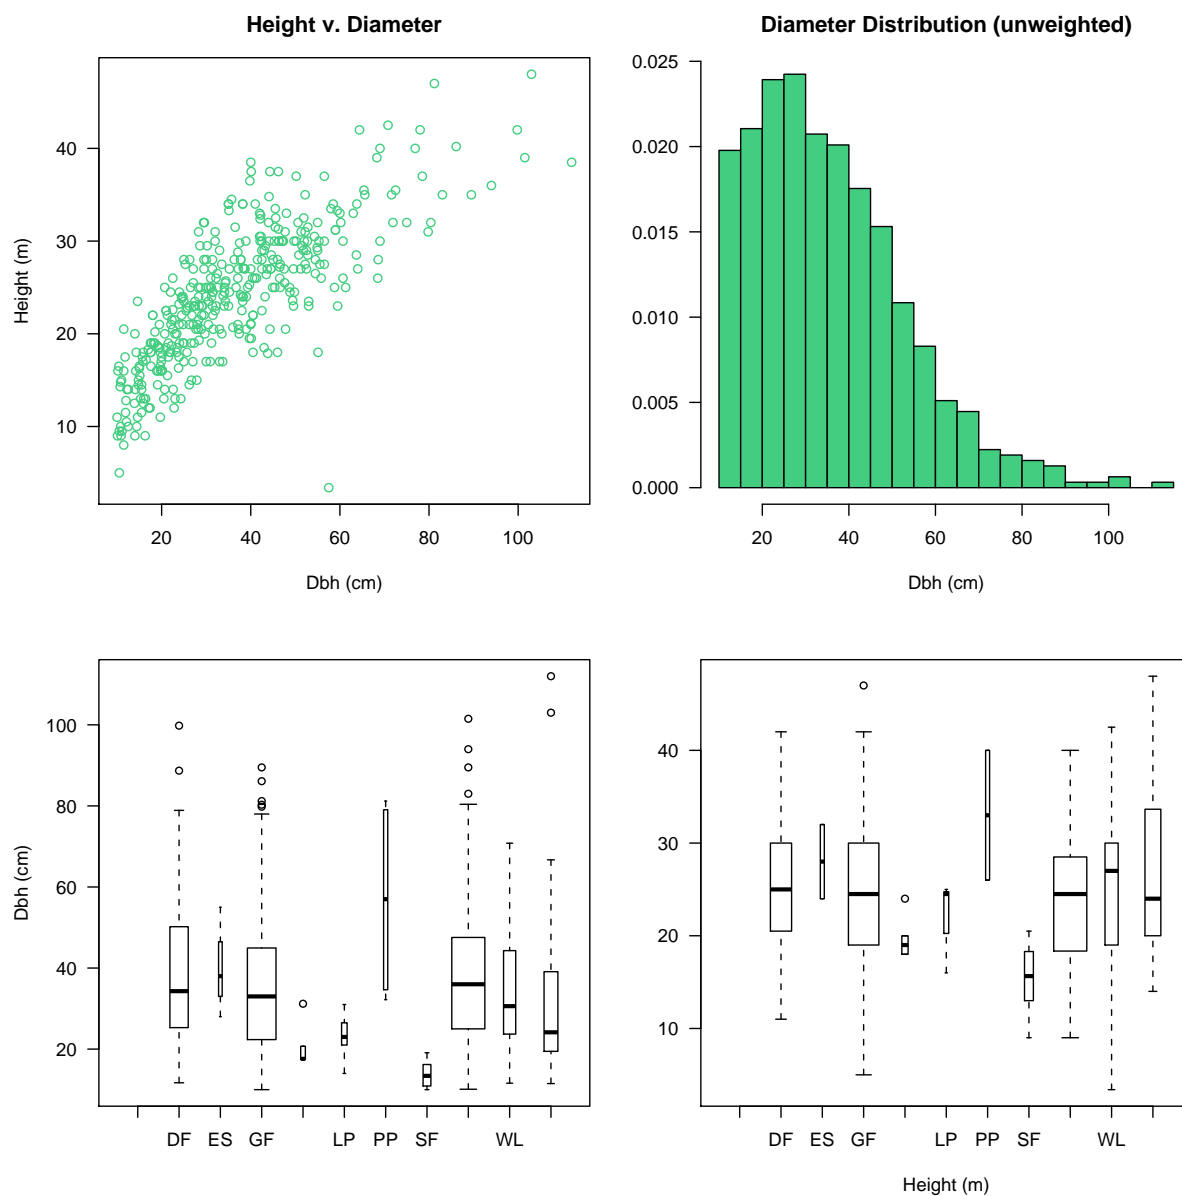 Height v. Diameter
Height (m)
40
30
20
10
20 40 60 80 100
Dbh (cm)
Diameter Distribution (unweighted)
0.025
0.020
0.015
0.010
0.005
0.000
20 40 60 80 100
Dbh (cm)
Dbh (cm)
100
80
60
40
20
DF ES GF LP PP SF WL
40
30
20
10
DF ES GF LP PP SF WL
Height (m)